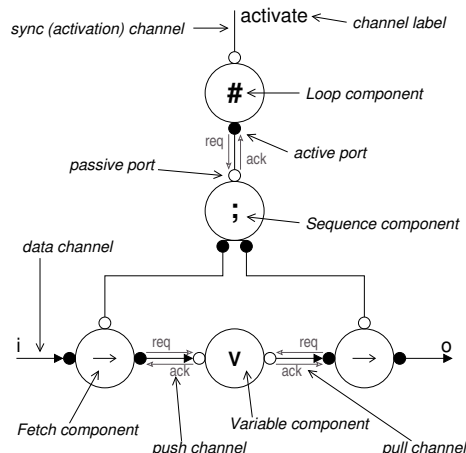 activate
sync (activation) channel
channel label
#
Loop component
req
ack
active port
passive port
;
Sequence component
data channel
i
o
req
req
→
v
→
ack
ack
Fetch component
Variable component
push channel
pull channel